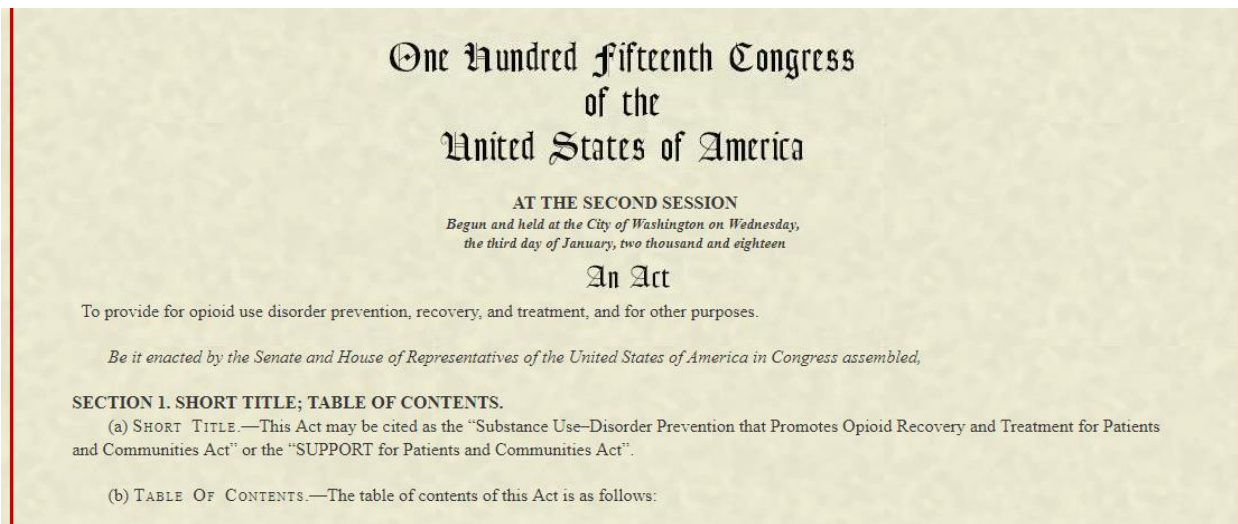 One Hundred Fifteenth Congress
of the
United States of America
AT THE SECOND SESSION
Begun and held at the City of Washington on Wednesday,
the third day of January, two thousand and eighteen
An Act
To provide for opioid use disorder prevention, recovery, and treatment, and for other purposes.
Be it enacted by the Senate and House of Representatives of the United States of America in Congress assembled,
SECTION 1. SHORT TITLE; TABLE OF CONTENTS.
(a) SHORT TITLE.—This Act may be cited as the “Substance Use–Disorder Prevention that Promotes Opioid Recovery and Treatment for Patients
and Communities Act” or the “SUPPORT for Patients and Communities Act”.
(b) TABLE OF CONTENTS.—The table of contents of this Act is as follows: